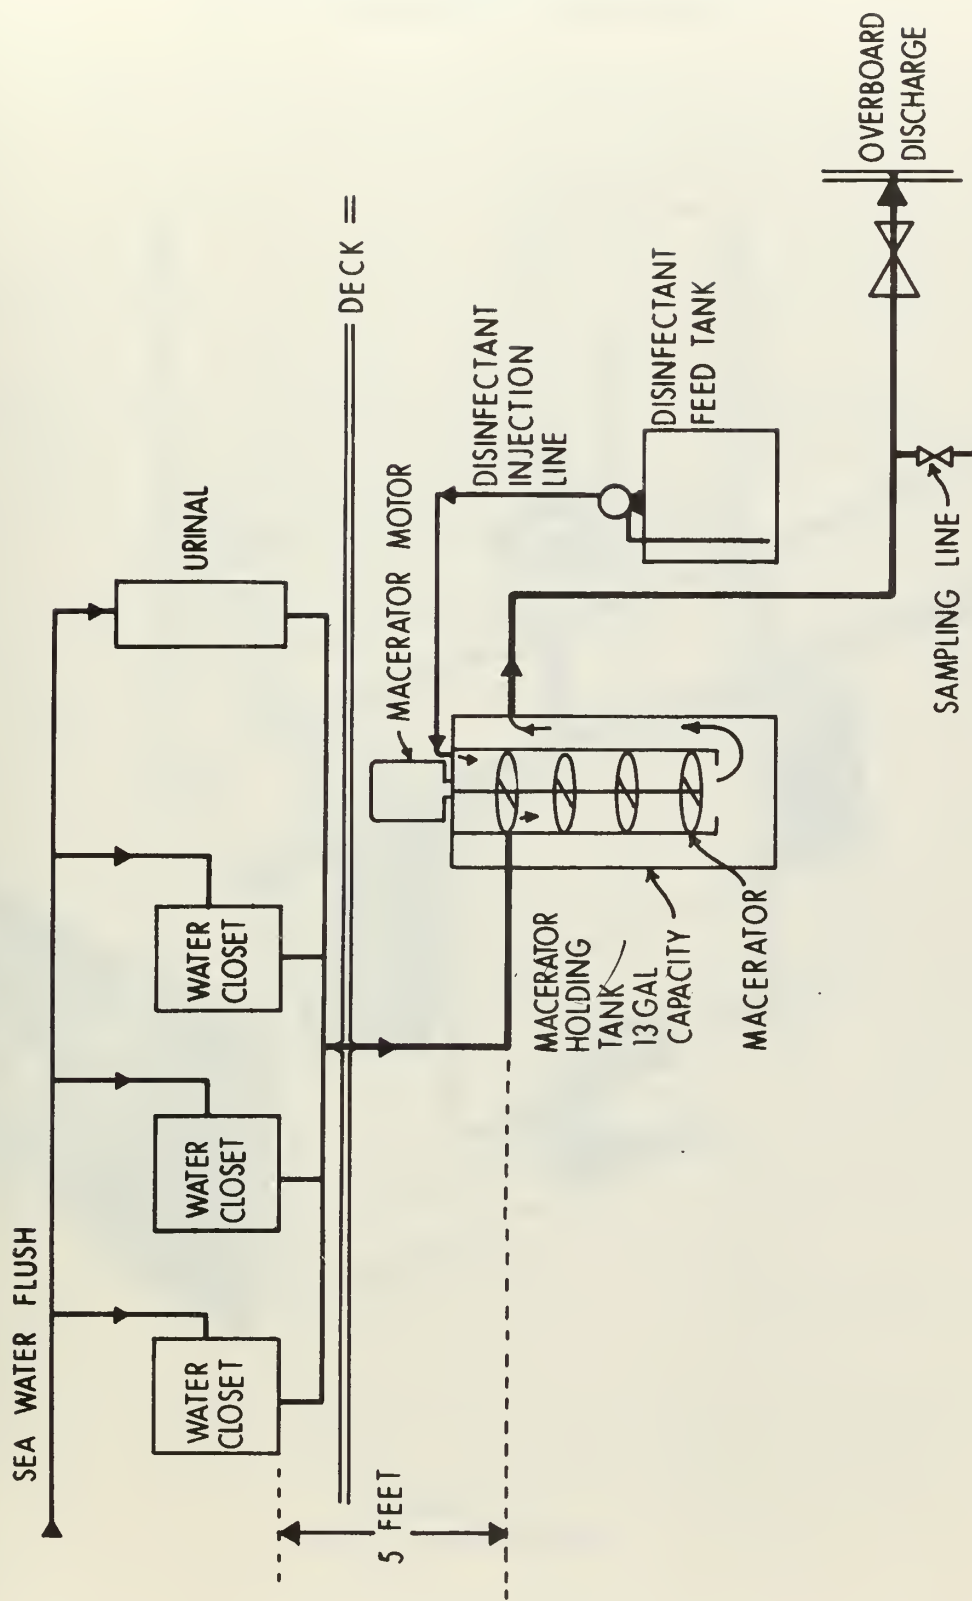 SEA WATER FLUSH
WATER
CLOSET
WATER
CLOSET
WATER
CLOSET
URINAL
DECK
5 FEET
MACERATOR MOTOR
DISINFECTANT
INJECTION
LINE
MACERATOR
HOLDING
TANK
13 GAL
CAPACITY
MACERATOR
DISINFECTANT
FEED TANK
SAMPLING LINE
OVERBOARD
DISCHARGE